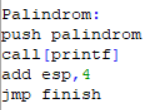 Palindrom:
push palindrom
call[printf]
add esp,4
jmp finish